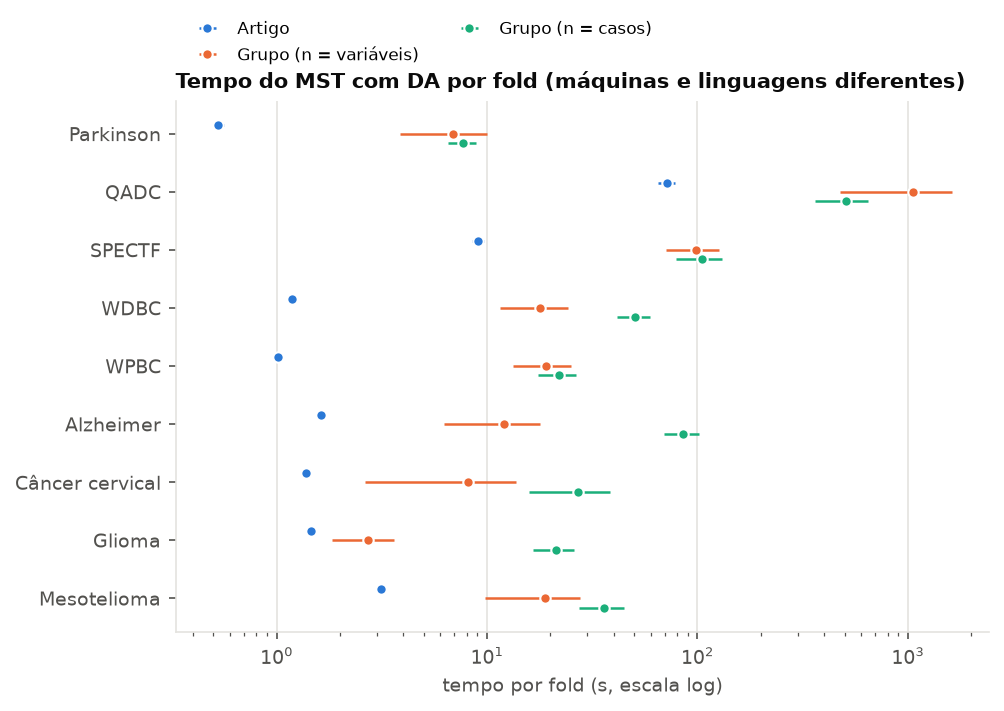 Artigo
Grupo (n = variáveis)
Grupo (n = casos)
Tempo do MST com DA por fold (máquinas e linguagens diferentes)
Parkinson
QADC
SPECTF
WDBC
WPBC
Alzheimer
Câncer cervical
Glioma
Mesotelioma
10⁰ 10¹ 10² 10³
tempo por fold (s, escala log)